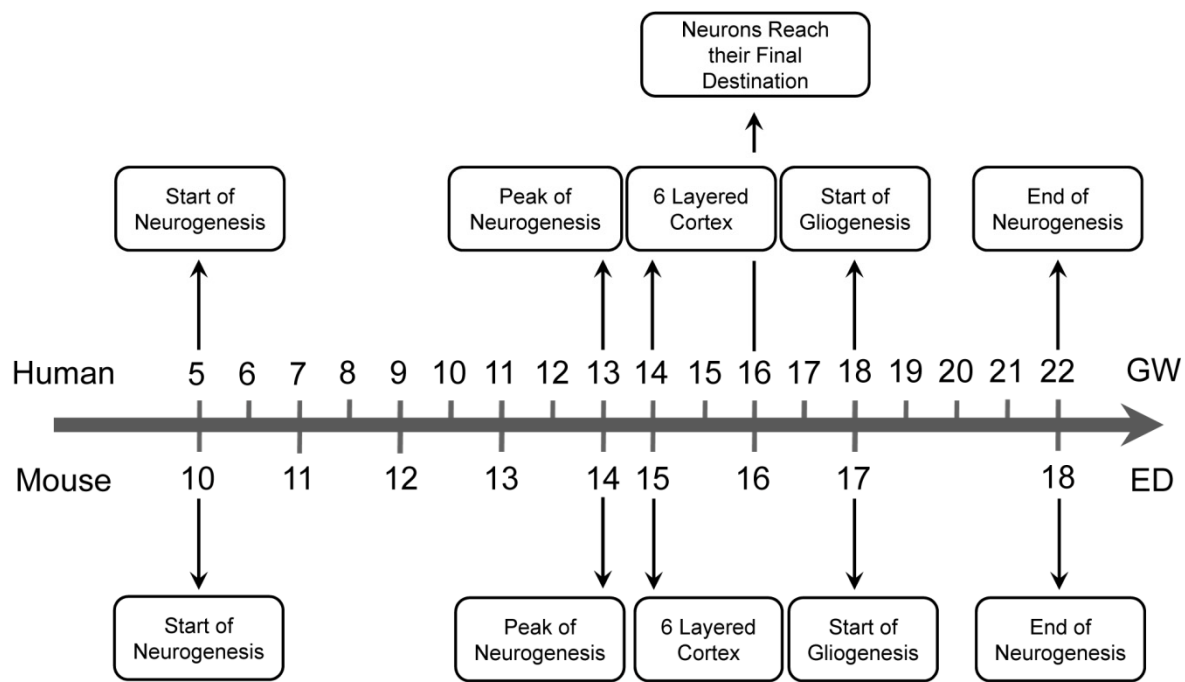 Neurons Reach
their Final
Destination
Start of
Neurogenesis
Peak of
Neurogenesis
6 Layered
Cortex
Start of
Gliogenesis
End of
Neurogenesis
Human 5 6 7 8 9 10 11 12 13 14 15 16 17 18 19 20 21 22 GW
Mouse 10 11 12 13 14 15 16 17 18 ED
Start of
Neurogenesis
Peak of
Neurogenesis
6 Layered
Cortex
Start of
Gliogenesis
End of
Neurogenesis